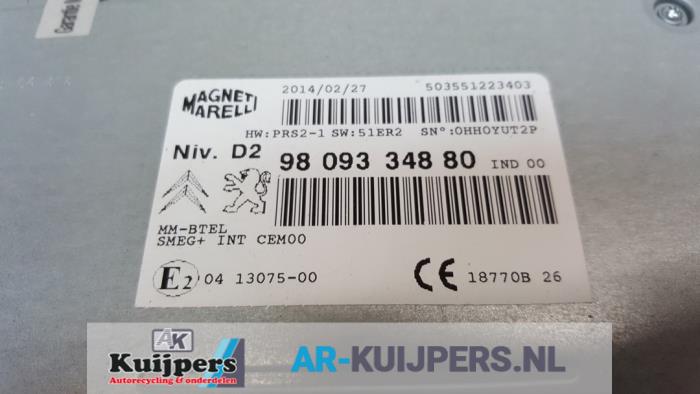 Garantie
2014/02/27 503551223403
MAGNETI MARELLI
HW:PRS2-1 SW:51ER2 SN°:0HH0YUT2P
Niv. D2 98 093 348 80 IND 00
MM-BTEL
SMEG+ INT CEM00
E2 04 13075-00 CE 18770B 26
AK
Kuijpers
Autorecycling & onderdelen
AR-KUIJPERS.NL